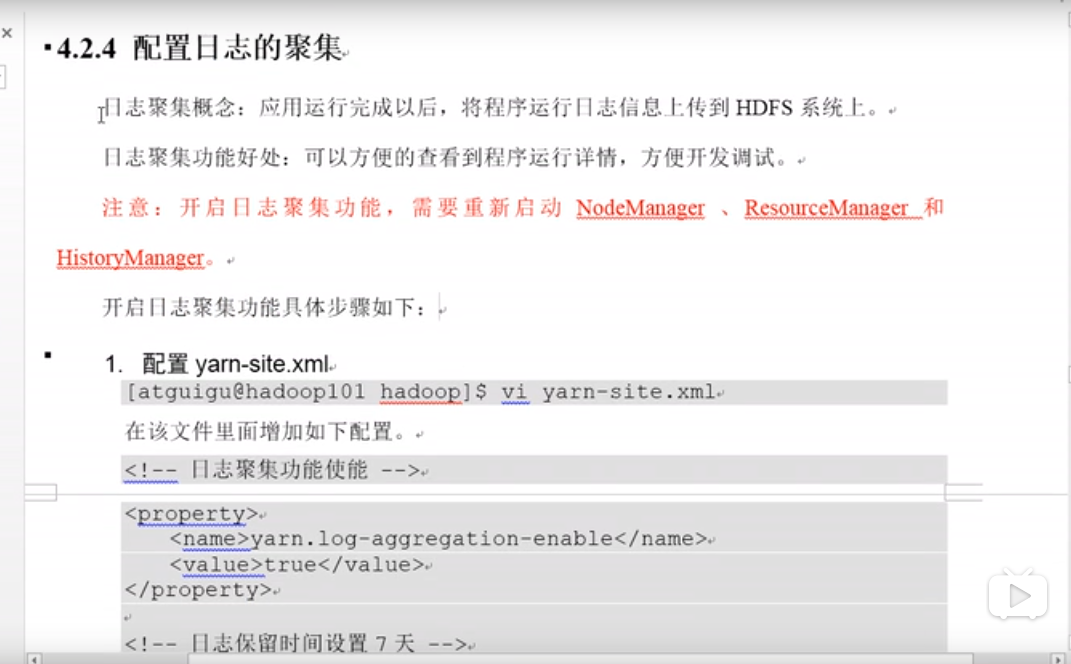 4.2.4 配置日志的聚集
日志聚集概念：应用运行完成以后，将程序运行日志信息上传到 HDFS 系统上。
日志聚集功能好处：可以方便的查看到程序运行详情，方便开发调试。
注意：开启日志聚集功能，需要重新启动 NodeManager 、ResourceManager 和
HistoryManager。
开启日志聚集功能具体步骤如下：
1. 配置 yarn-site.xml
[atguigu@hadoop101 hadoop]$ vi yarn-site.xml
在该文件里面增加如下配置。
<!-- 日志聚集功能使能 -->
<property>
<name>yarn.log-aggregation-enable</name>
<value>true</value>
</property>
<!-- 日志保留时间设置 7 天 -->